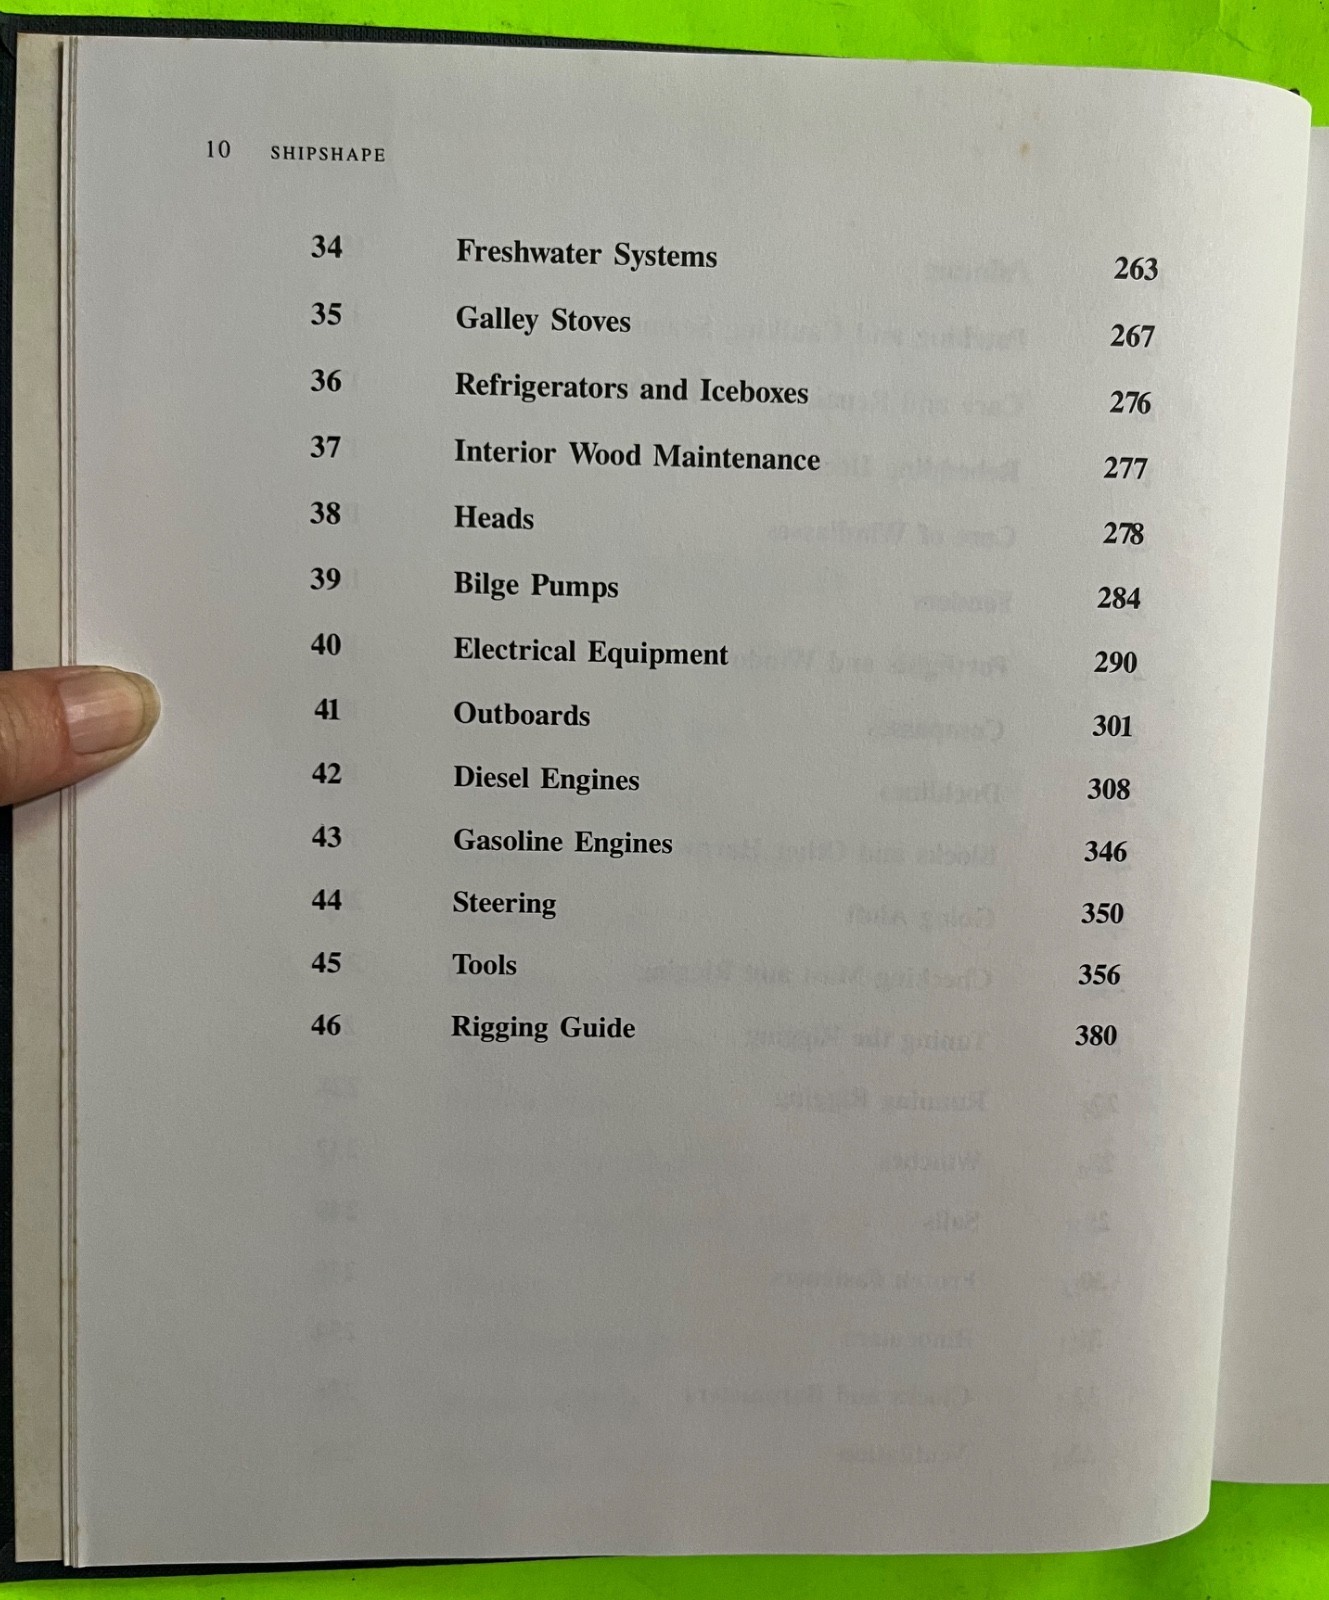 10 SHIPSHAPE
34 Freshwater Systems 263
35 Galley Stoves 267
36 Refrigerators and Iceboxes 276
37 Interior Wood Maintenance 277
38 Heads 278
39 Bilge Pumps 284
40 Electrical Equipment 290
41 Outboards 301
42 Diesel Engines 308
43 Gasoline Engines 346
44 Steering 350
45 Tools 356
46 Rigging Guide 380